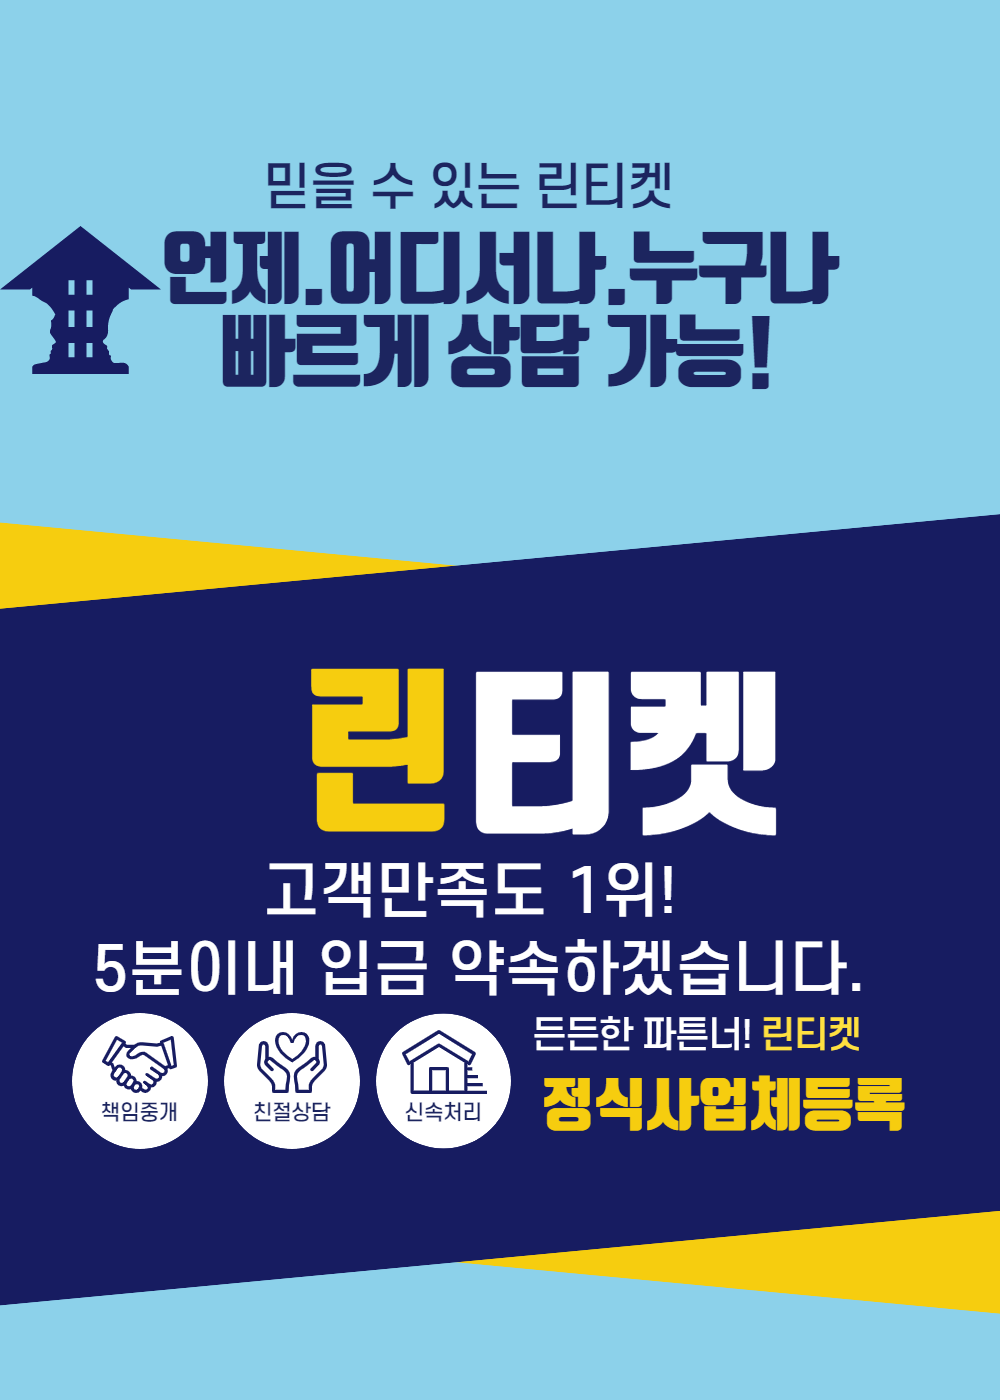 믿을 수 있는 린티켓
언제.어디서나.누구나
빠르게 상담 가능!
린티켓
고객만족도 1위!
5분이내 입금 약속하겠습니다.
든든한 파튼너! 린티켓
정식사업체등록
책임중개
친절상담
신속처리